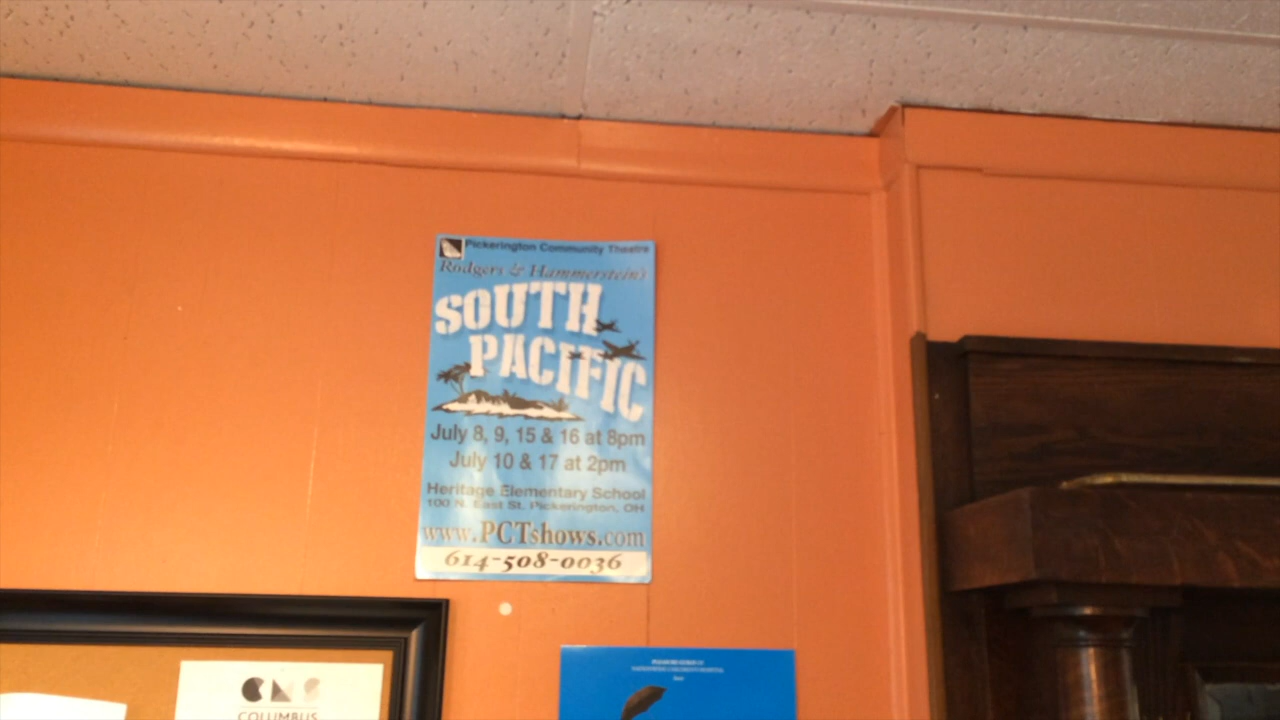 Pickerington Community Theatre
Rodgers & Hammerstein's
SOUTH
PACIFIC
July 8, 9, 15 & 16 at 8pm
July 10 & 17 at 2pm
Heritage Elementary School
100 N. East St. Pickerington, OH
www.PCTshows.com
614-508-0036
CMS
COLUMBUS